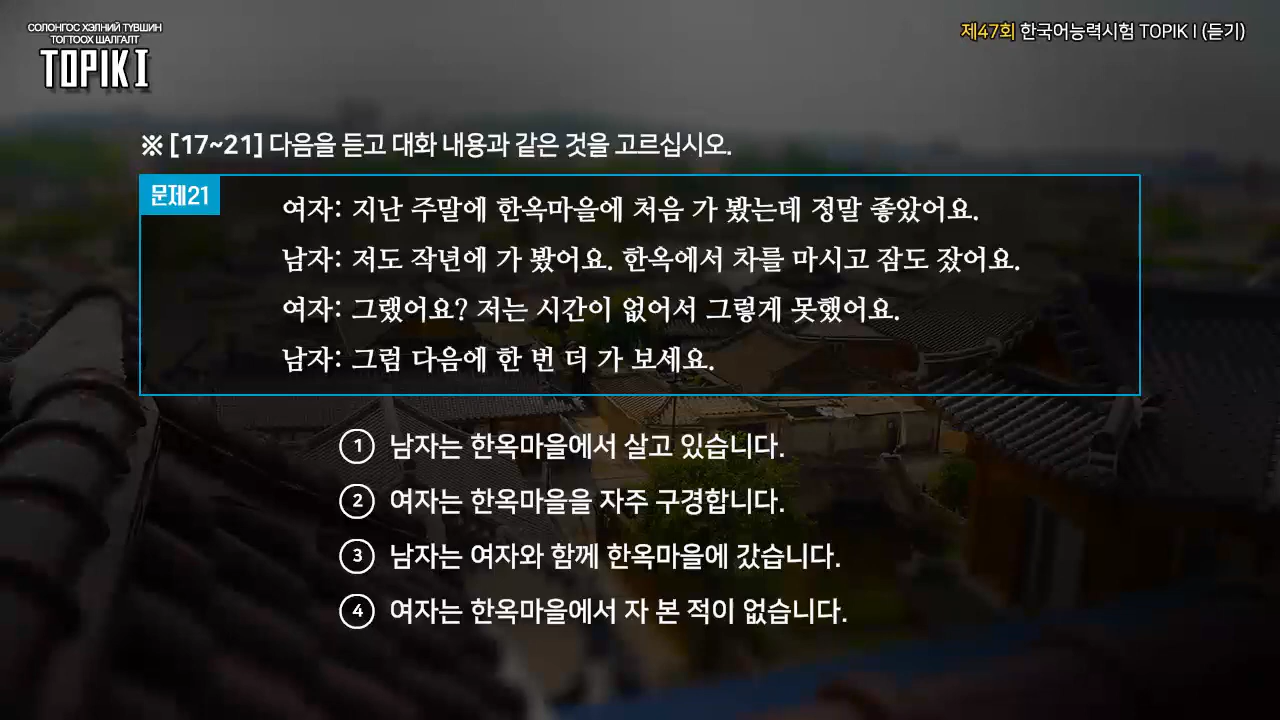 СОЛОНГОС ХЭЛНИЙ ТҮВШИН
ТОГТООХ ШАЛГАЛТ
TOPIK I
제47회 한국어능력시험 TOPIK I (듣기)
※ [17~21] 다음을 듣고 대화 내용과 같은 것을 고르십시오.
문제21
여자: 지난 주말에 한옥마을에 처음 가 봤는데 정말 좋았어요.
남자: 저도 작년에 가 봤어요. 한옥에서 차를 마시고 잠도 잤어요.
여자: 그랬어요? 저는 시간이 없어서 그렇게 못했어요.
남자: 그럼 다음에 한 번 더 가 보세요.
① 남자는 한옥마을에서 살고 있습니다.
② 여자는 한옥마을을 자주 구경합니다.
③ 남자는 여자와 함께 한옥마을에 갔습니다.
④ 여자는 한옥마을에서 자 본 적이 없습니다.